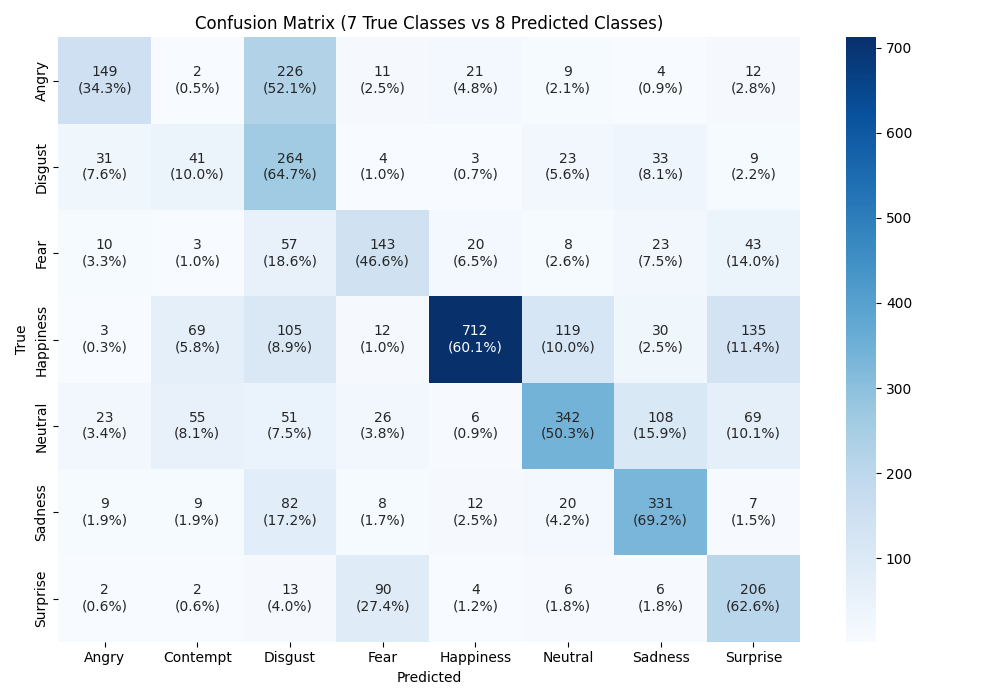 Confusion Matrix (7 True Classes vs 8 Predicted Classes)
True
Angry
149 2 226 11 21 9 4 12
(34.3%) (0.5%) (52.1%) (2.5%) (4.8%) (2.1%) (0.9%) (2.8%)
Disgust
31 41 264 4 3 23 33 9
(7.6%) (10.0%) (64.7%) (1.0%) (0.7%) (5.6%) (8.1%) (2.2%)
Fear
10 3 57 143 20 8 23 43
(3.3%) (1.0%) (18.6%) (46.6%) (6.5%) (2.6%) (7.5%) (14.0%)
Happiness
3 69 105 12 712 119 30 135
(0.3%) (5.8%) (8.9%) (1.0%) (60.1%) (10.0%) (2.5%) (11.4%)
Neutral
23 55 51 26 6 342 108 69
(3.4%) (8.1%) (7.5%) (3.8%) (0.9%) (50.3%) (15.9%) (10.1%)
Sadness
9 9 82 8 12 20 331 7
(1.9%) (1.9%) (17.2%) (1.7%) (2.5%) (4.2%) (69.2%) (1.5%)
Surprise
2 2 13 90 4 6 6 206
(0.6%) (0.6%) (4.0%) (27.4%) (1.2%) (1.8%) (1.8%) (62.6%)
Angry Contempt Disgust Fear Happiness Neutral Sadness Surprise
Predicted
700
600
500
400
300
200
100